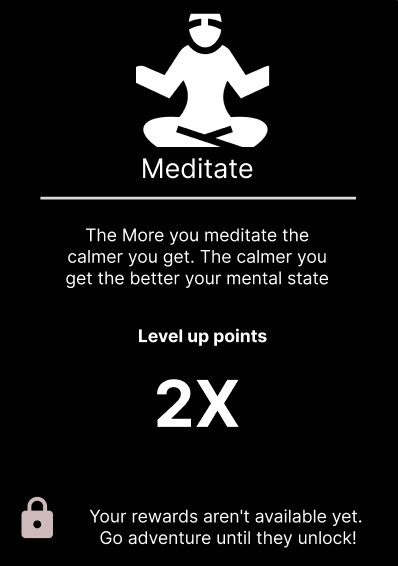 Meditate
The More you meditate the
calmer you get. The calmer you
get the better your mental state
Level up points
2X
Your rewards aren't available yet.
Go adventure until they unlock!